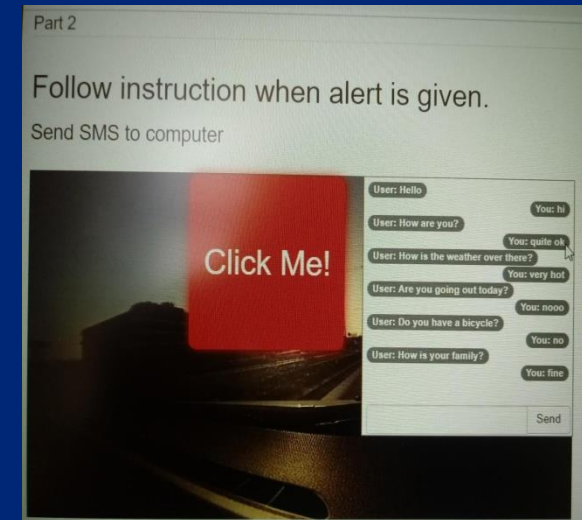 Part 2
Follow instruction when alert is given.
Send SMS to computer
Click Me!
User: Hello
You: hi
User: How are you?
You: quite ok
User: How is the weather over there?
You: very hot
User: Are you going out today?
You: nooo
User: Do you have a bicycle?
You: no
User: How is your family?
You: fine
Send